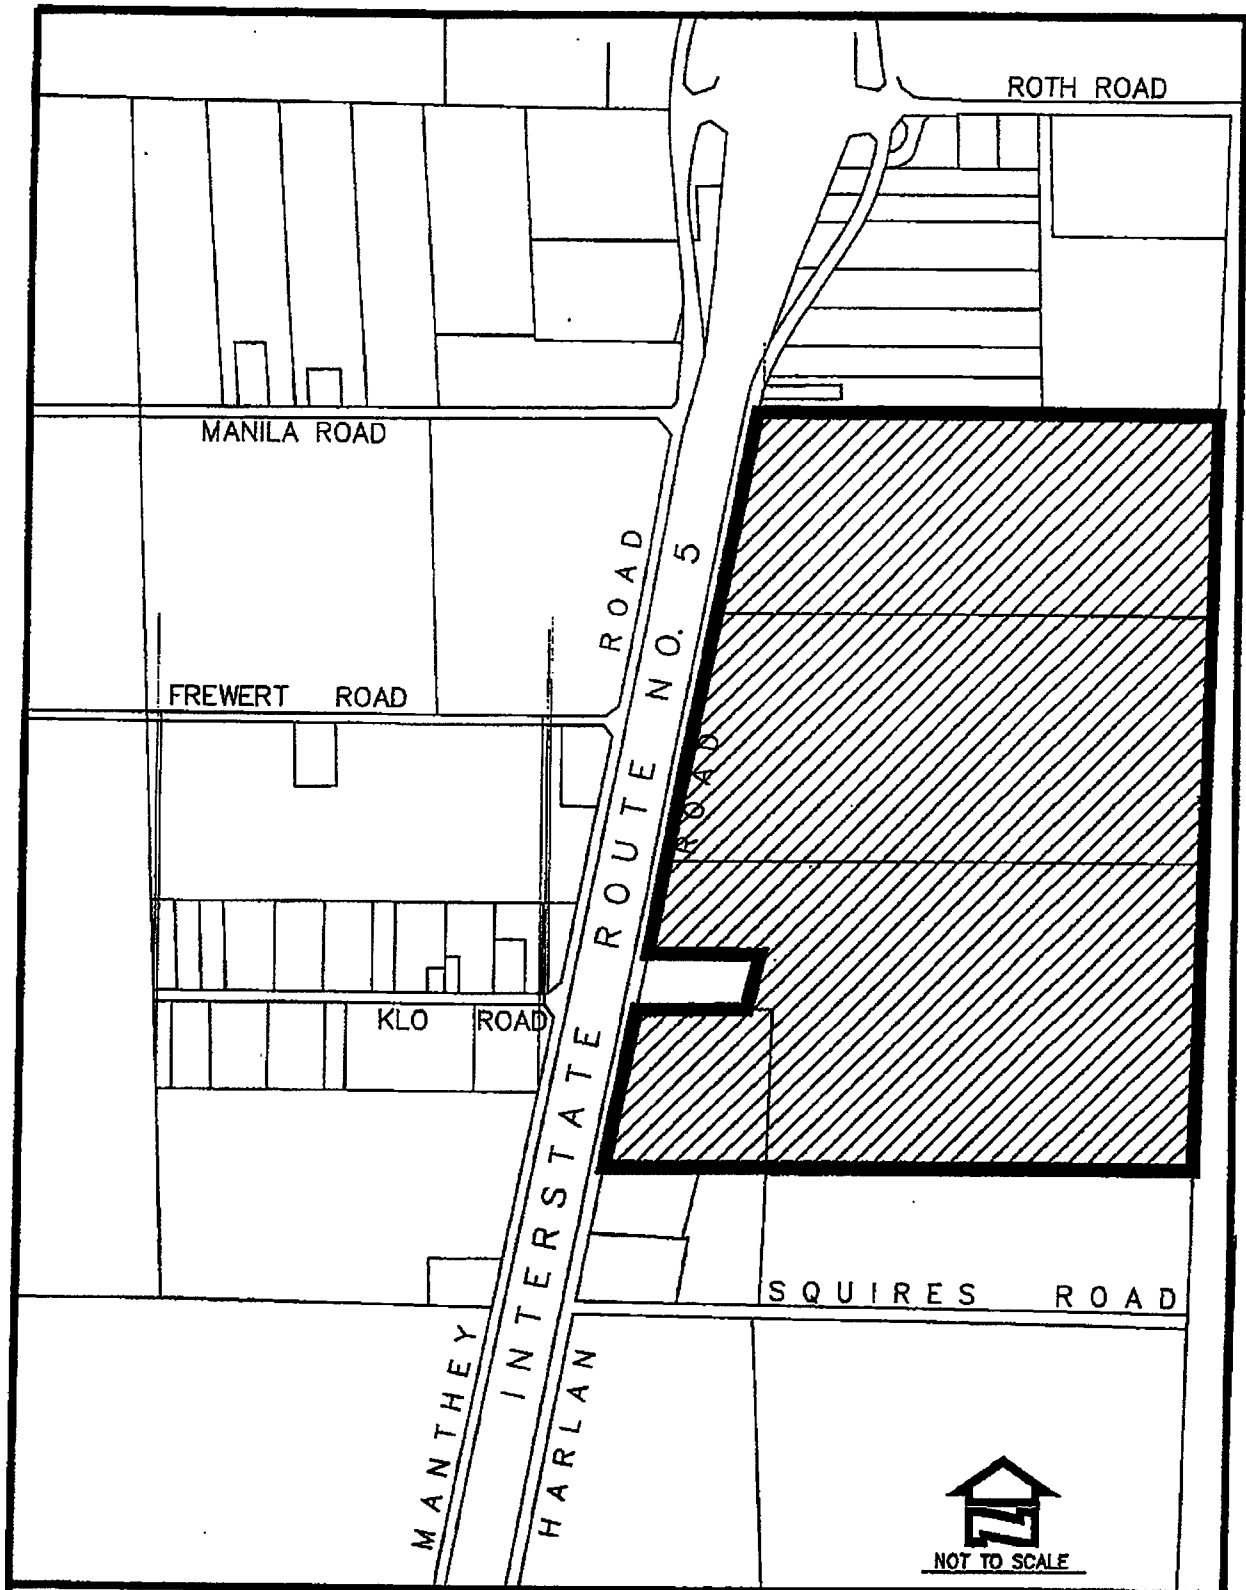 ROTH ROAD
MANILA ROAD
ROAD
INTERSTATE ROUTE NO. 5
FREWERT ROAD
ROAD
KLO ROAD
SQUIRES ROAD
MANTHEY
HARLAN
N
NOT TO SCALE